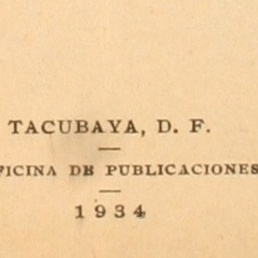 TACUBAYA, D. F.
FICINA DE PUBLICACIONES
1934